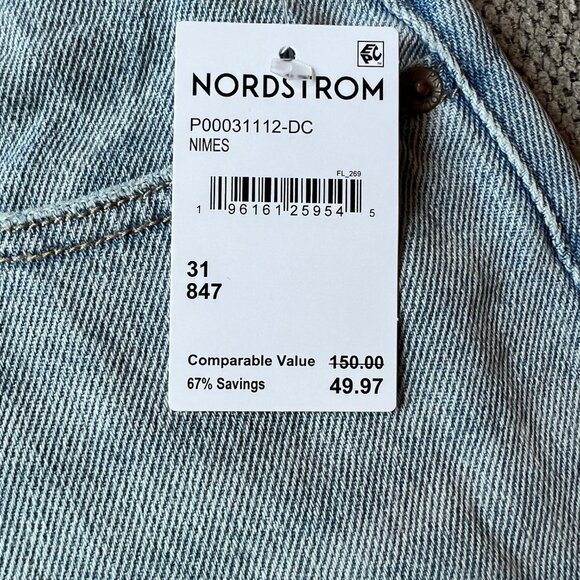 NORDSTROM
P00031112-DC
NIMES
FL_269
1 96161 25954 5
31
847
Comparable Value 150.00
67% Savings 49.97